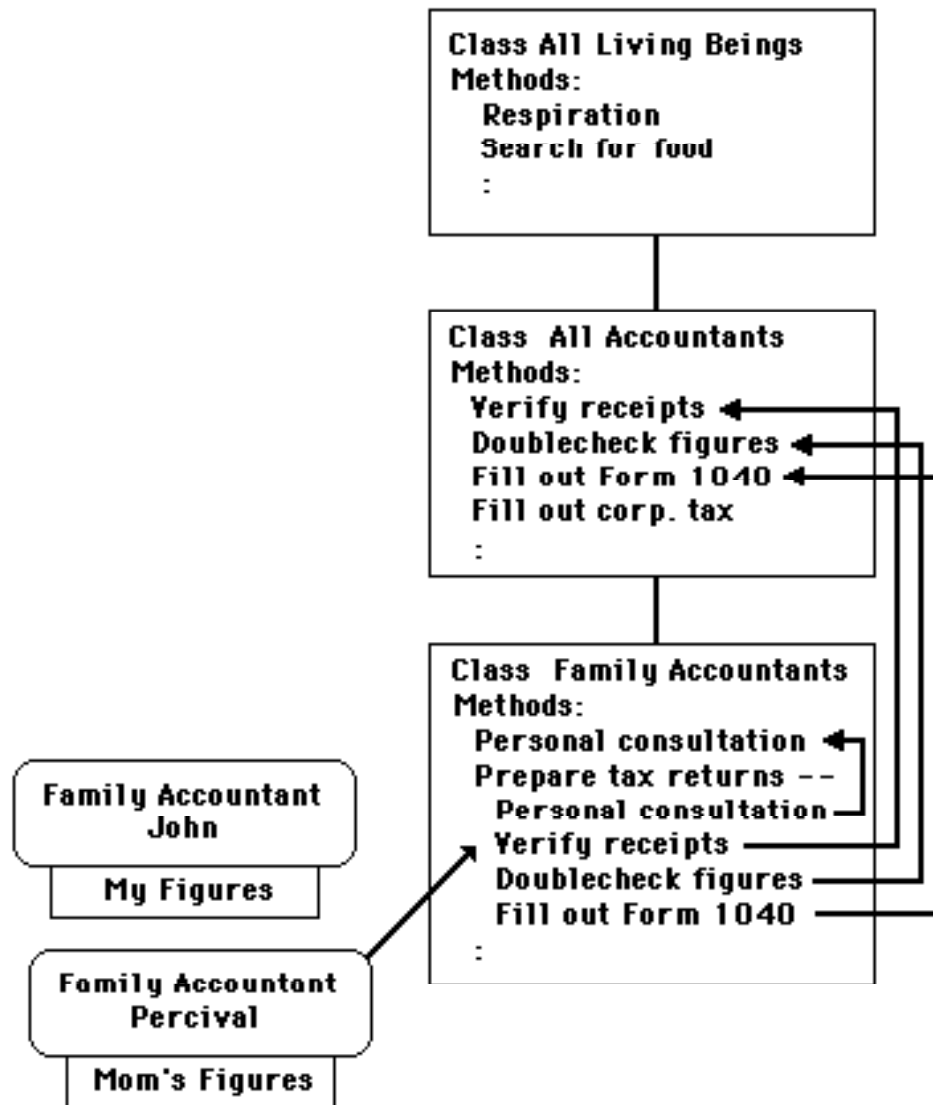 Class All Living Beings
Methods:
Respiration
Search for food
:
Class All Accountants
Methods:
Verify receipts
Doublecheck figures
Fill out Form 1040
Fill out corp. tax
:
Class Family Accountants
Methods:
Personal consultation
Prepare tax returns --
Personal consultation
Verify receipts
Doublecheck figures
Fill out Form 1040
:
Family Accountant
John
My Figures
Family Accountant
Percival
Mom's Figures